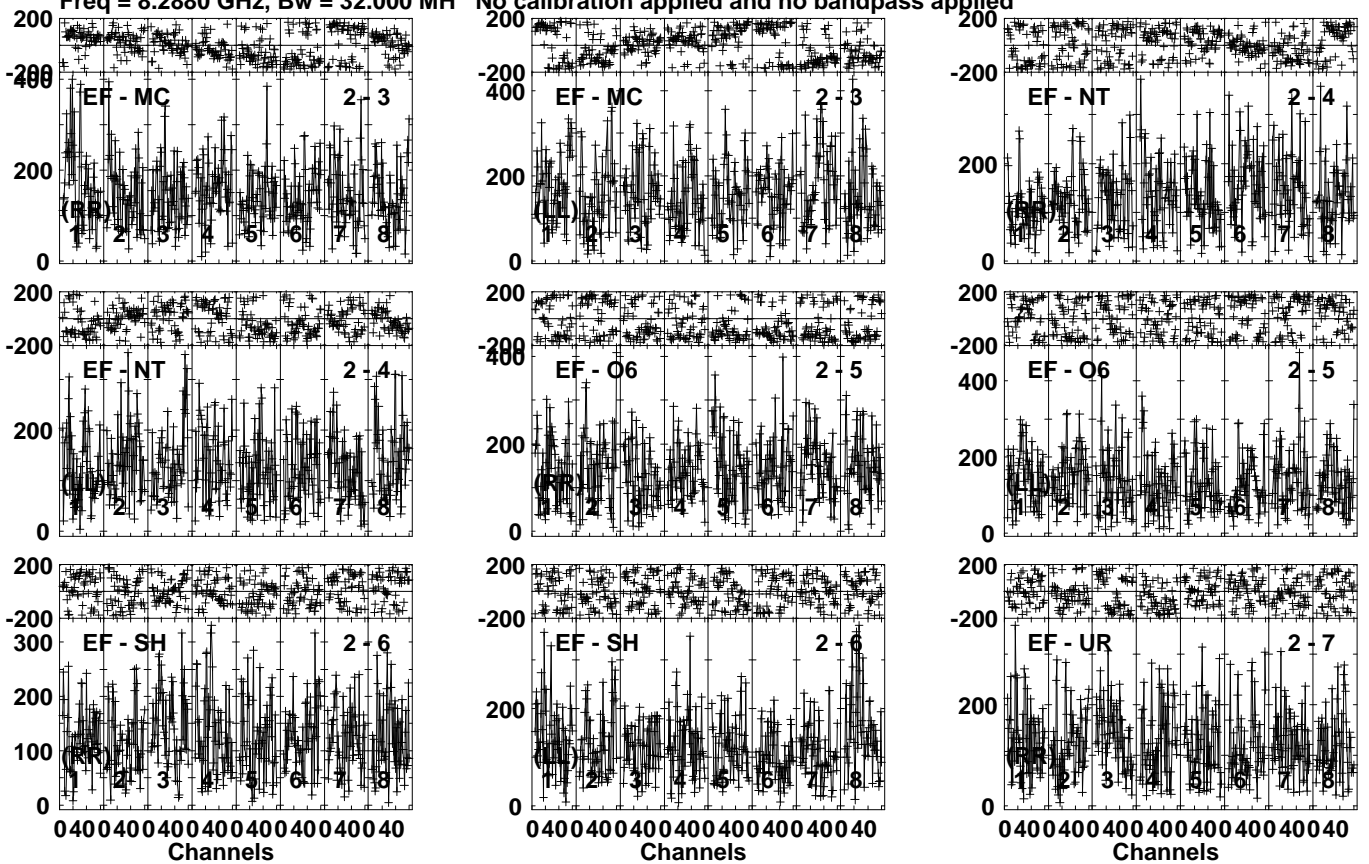 Freq = 8.2880 GHz, Bw = 32.000 MH No calibration applied and no bandpass applied
200
-200
400
EF - MC 2 - 3
200
(RR)
1 2 3 4 5 6 7 8
0
200
-200
400
EF - MC 2 - 3
200
(LL)
1 2 3 4 5 6 7 8
0
200
-200
EF - NT 2 - 4
200
(RR)
1 2 3 4 5 6 7 8
0
200
-200
EF - NT 2 - 4
200
(LL)
1 2 3 4 5 6 7 8
0
200
-200
400
EF - O6 2 - 5
200
(RR)
1 2 3 4 5 6 7 8
0
200
-200
400
EF - O6 2 - 5
200
(LL)
1 2 3 4 5 6 7 8
0
200
-200
300
EF - SH 2 - 6
200
100
(RR)
1 2 3 4 5 6 7 8
0
0 40 0 40 0 40 0 40 0 40 0 40 0 40 0 40
Channels
200
-200
EF - SH 2 - 6
200
(LL)
1 2 3 4 5 6 7 8
0
0 40 0 40 0 40 0 40 0 40 0 40 0 40 0 40
Channels
200
-200
EF - UR 2 - 7
200
(RR)
1 2 3 4 5 6 7 8
0
0 40 0 40 0 40 0 40 0 40 0 40 0 40 0 40
Channels